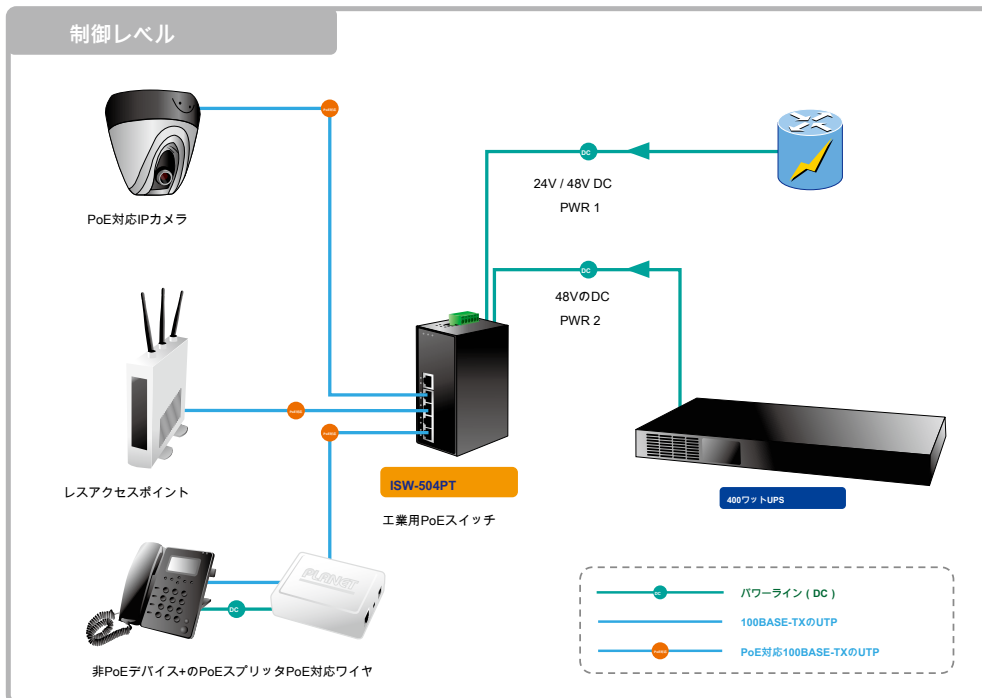 制御レベル
DC
24V / 48V DC
PWR 1
PoE対応IPカメラ
DC
48VのDC
PWR 2
レスアクセスポイント
ISW-504PT
400ワットUPS
工業用PoEスイッチ
PLANET
DC
DC
パワーライン ( DC )
100BASE-TXのUTP
PoE対応100BASE-TXのUTP
非PoEデバイス+のPoEスプリッタPoE対応ワイヤ